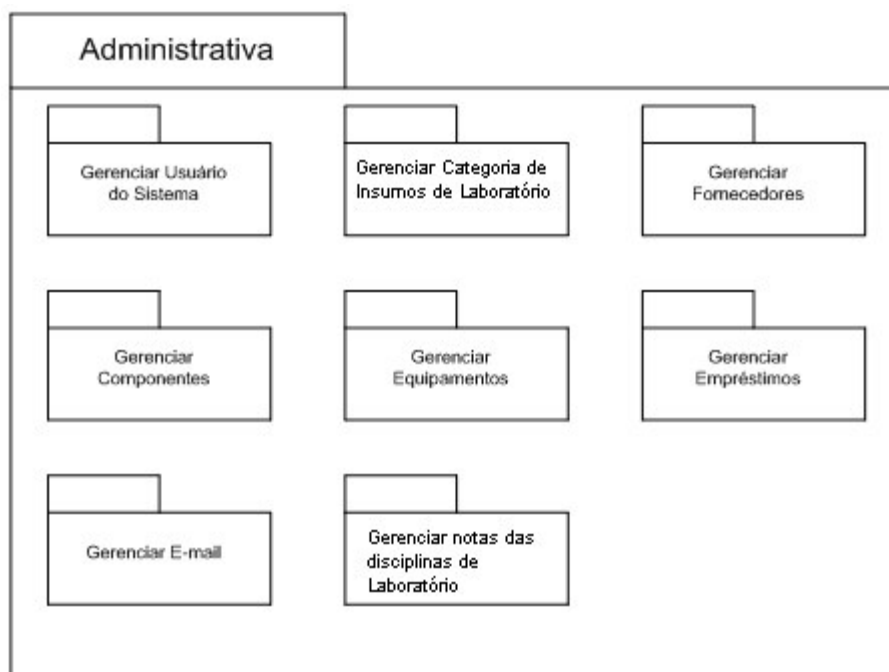 Administrativa
Gerenciar Usuário
do Sistema
Gerenciar Categoria de
Insumos de Laboratório
Gerenciar
Fornecedores
Gerenciar
Componentes
Gerenciar
Equipamentos
Gerenciar
Empréstimos
Gerenciar E-mail
Gerenciar notas das
disciplinas de
Laboratório